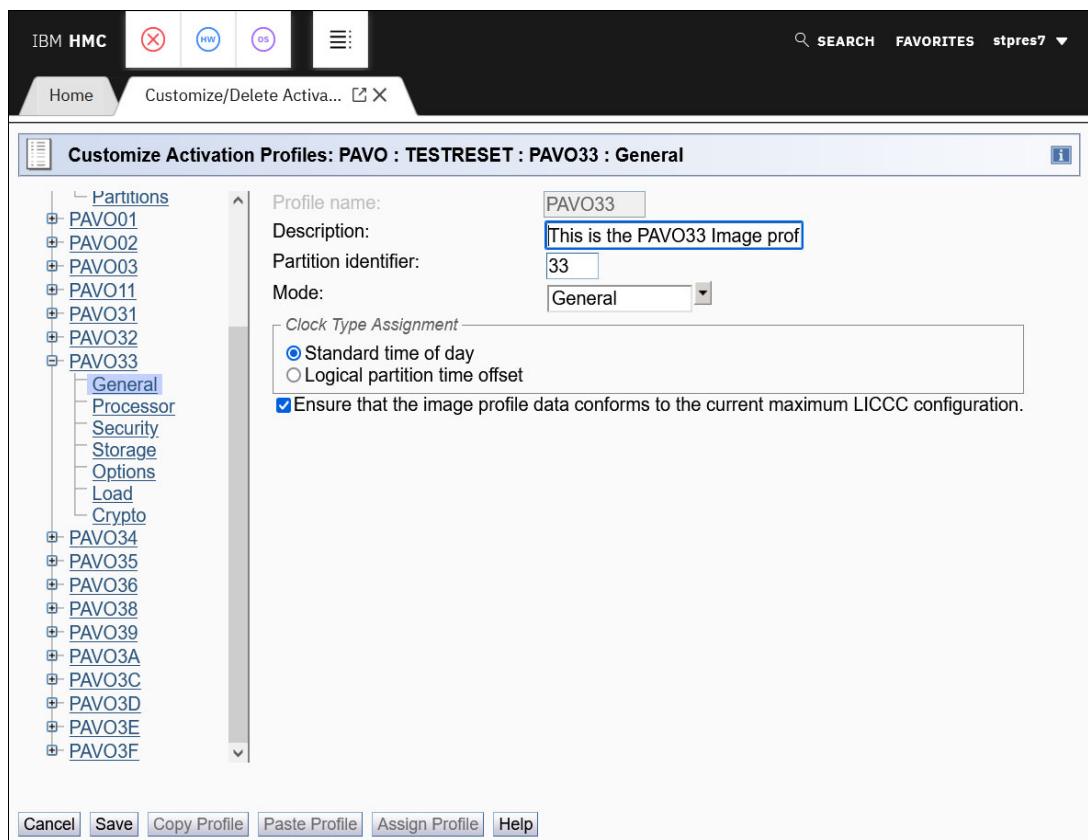 IBM HMC HW OS SEARCH FAVORITES stpres7
Home Customize/Delete Activa...
Customize Activation Profiles: PAVO : TESTRESET : PAVO33 : General i
Partitions
PAVO01
PAVO02
PAVO03
PAVO11
PAVO31
PAVO32
PAVO33
General
Processor
Security
Storage
Options
Load
Crypto
PAVO34
PAVO35
PAVO36
PAVO38
PAVO39
PAVO3A
PAVO3C
PAVO3D
PAVO3E
PAVO3F
Profile name: PAVO33
Description: This is the PAVO33 Image prof
Partition identifier: 33
Mode: General
Clock Type Assignment
Standard time of day
Logical partition time offset
Ensure that the image profile data conforms to the current maximum LICCC configuration.
Cancel Save Copy Profile Paste Profile Assign Profile Help